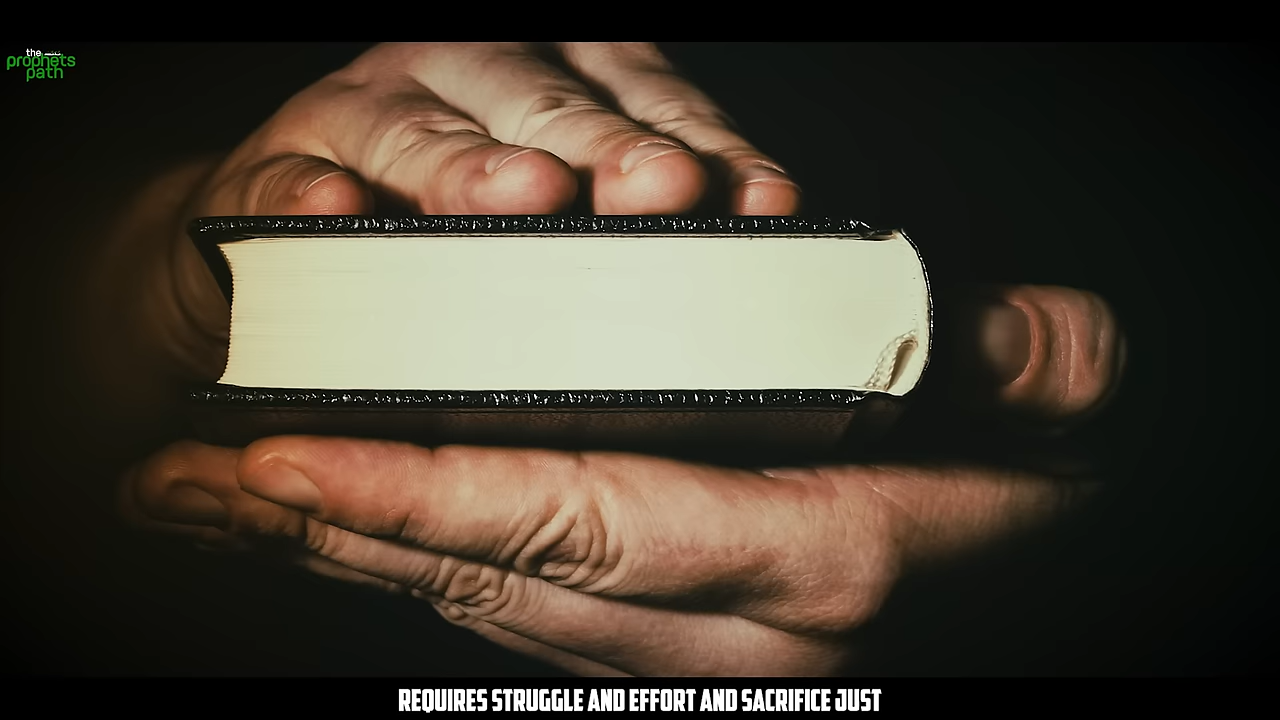 the
prophets
path
REQUIRES STRUGGLE AND EFFORT AND SACRIFICE JUST